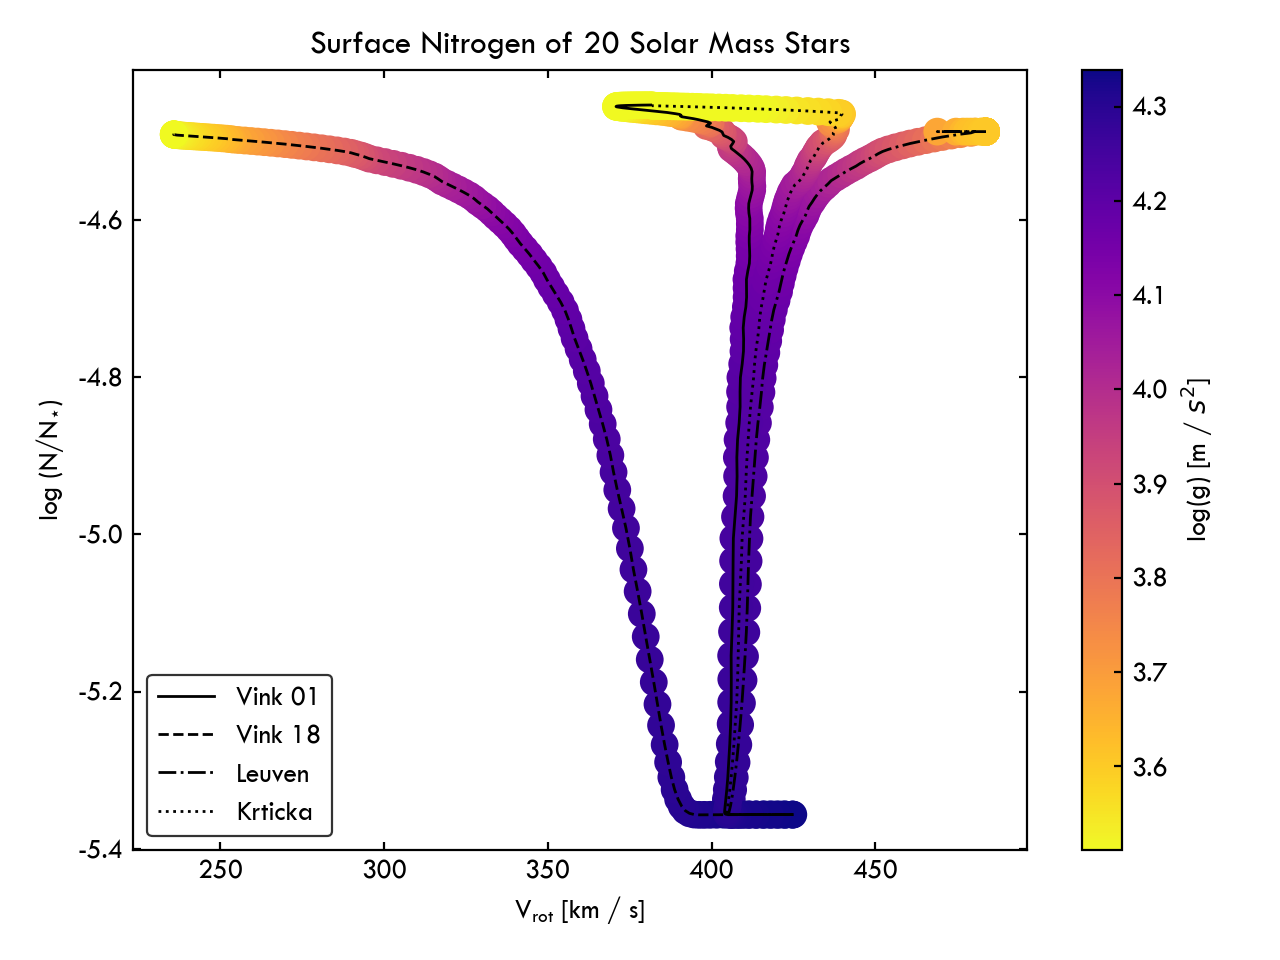 Surface Nitrogen of 20 Solar Mass Stars
log (N/N⋆)
-4.6
-4.8
-5.0
-5.2
-5.4
250
300
350
400
450
V_rot [km / s]
Vink 01
Vink 18
Leuven
Krticka
4.3
4.2
4.1
4.0
3.9
3.8
3.7
3.6
log(g) [m / s²]